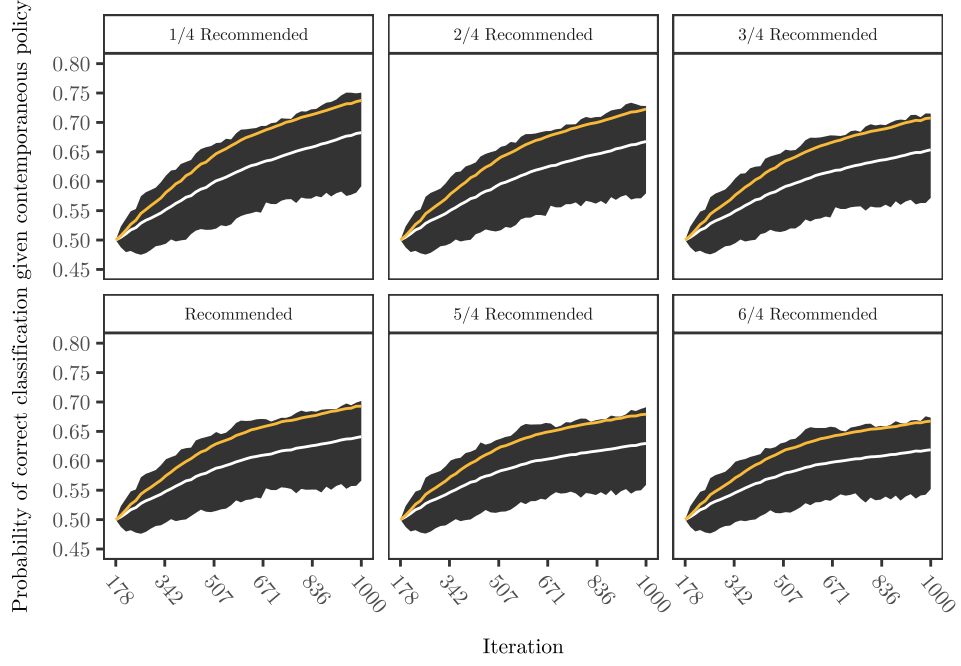 Probability of correct classification given contemporaneous policy
1/4 Recommended
2/4 Recommended
3/4 Recommended
0.80
0.75
0.70
0.65
0.60
0.55
0.50
0.45
Recommended
5/4 Recommended
6/4 Recommended
0.80
0.75
0.70
0.65
0.60
0.55
0.50
0.45
178 342 507 671 836 1000
178 342 507 671 836 1000
178 342 507 671 836 1000
Iteration